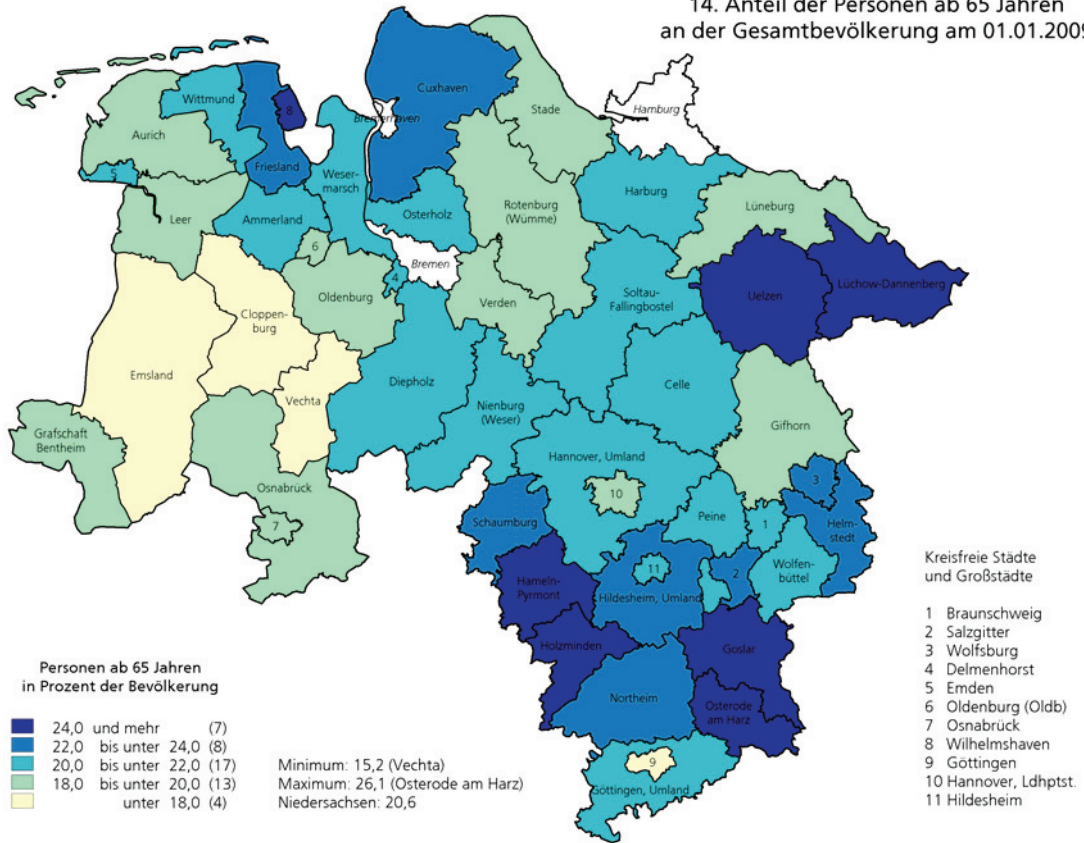 14. Anteil der Personen ab 65 Jahren
an der Gesamtbevölkerung am 01.01.2009
Cuxhaven
Wittmund
8
Bremerhaven
Hamburg
Stade
Aurich
Friesland
Weser-
marsch
5
Harburg
Rotenburg
(Wümme)
Lüneburg
Leer
Ammerland
Osterholz
6
Bremen
4
Oldenburg
Verden
Soltau-
Fallingbostel
Uelzen
Lüchow-Dannenberg
Cloppen-
burg
Emsland
Diepholz
Celle
Vechta
Nienburg
(Weser)
Gifhorn
Grafschaft
Bentheim
Hannover, Umland
Osnabrück
10
3
7
Schaumburg
Peine
1
Helm-
stedt
11
2
Wolfen-
büttel
Hameln-
Pyrmont
Hildesheim, Umland
Holzminden
Goslar
Northeim
Osterode
am Harz
9
Göttingen, Umland
Kreisfreie Städte
und Großstädte
1 Braunschweig
2 Salzgitter
3 Wolfsburg
4 Delmenhorst
5 Emden
6 Oldenburg (Oldb)
7 Osnabrück
8 Wilhelmshaven
9 Göttingen
10 Hannover, Ldhptst.
11 Hildesheim
Personen ab 65 Jahren
in Prozent der Bevölkerung
24,0 und mehr (7)
22,0 bis unter 24,0 (8)
20,0 bis unter 22,0 (17)
18,0 bis unter 20,0 (13)
unter 18,0 (4)
Minimum: 15,2 (Vechta)
Maximum: 26,1 (Osterode am Harz)
Niedersachsen: 20,6